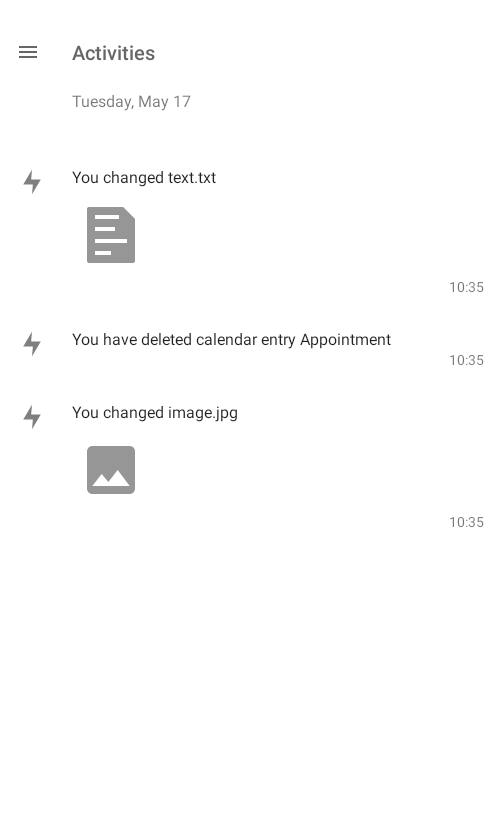 Activities
Tuesday, May 17
You changed text.txt
10:35
You have deleted calendar entry Appointment
10:35
You changed image.jpg
10:35